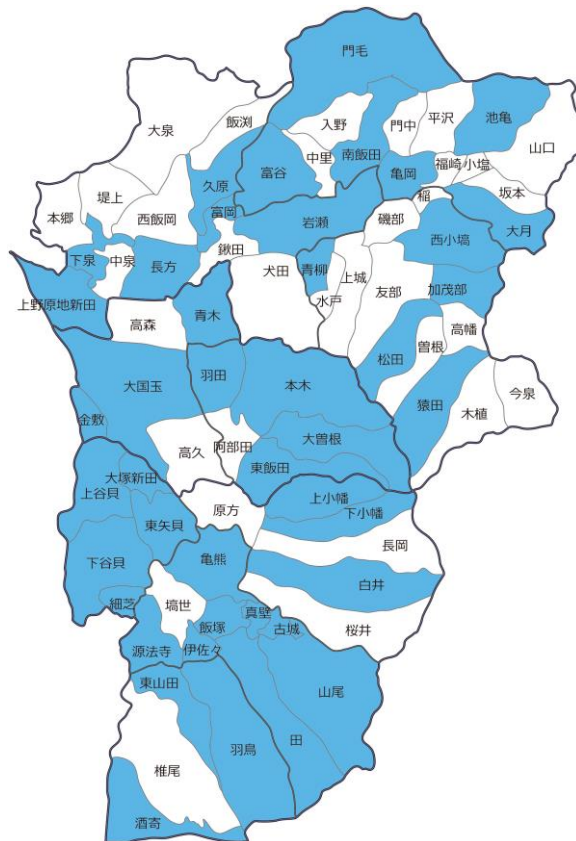 門毛
大泉
飯渕
入野
門中
平沢
池亀
山口
中里
南飯田
富谷
亀岡
福崎
小塩
堤上
久原
本郷
西飯岡
富岡
岩瀬
稲
坂本
磯部
大月
鍬田
西小塙
下泉
中泉
長方
犬田
青柳
上城
友部
加茂部
水戸
上野原地新田
高森
青木
曽根
高幡
松田
大国玉
羽田
本木
今泉
猿田
木植
金敷
高久
阿部田
大曽根
東飯田
大塚新田
上谷貝
原方
上小幡
下小幡
東矢貝
長岡
下谷貝
亀熊
白井
細芝
塙世
真壁
飯塚
古城
桜井
源法寺
伊佐々
東山田
山尾
羽鳥
田
椎尾
酒寄